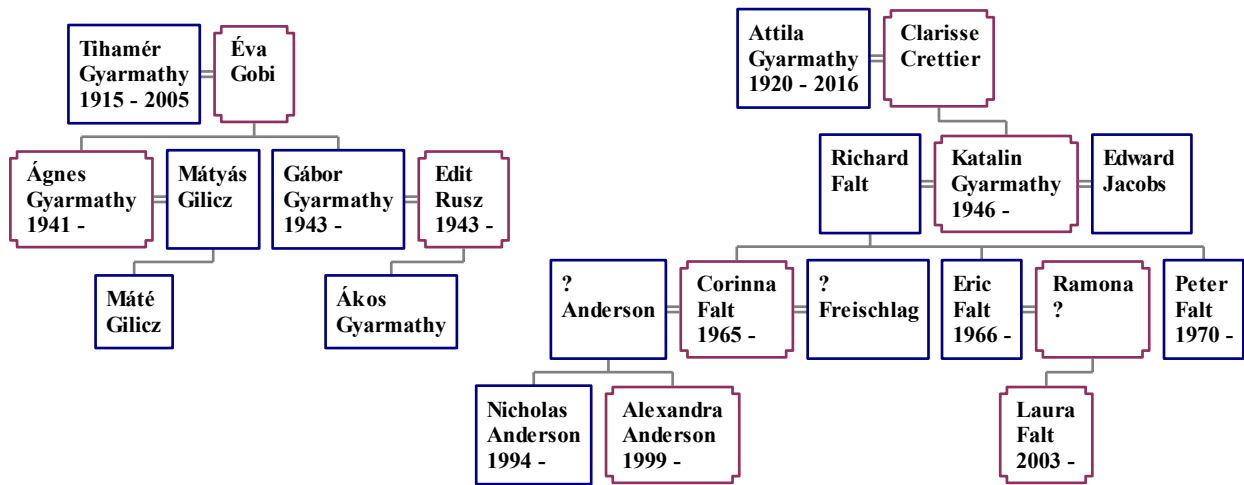 Tihamér
Gyarmathy
1915 - 2005
Éva
Gobi
Attila
Gyarmathy
1920 - 2016
Clarisse
Crettier
Ágnes
Gyarmathy
1941 -
Mátyás
Gilicz
Gábor
Gyarmathy
1943 -
Edit
Rusz
1943 -
Richard
Falt
Katalin
Gyarmathy
1946 -
Edward
Jacobs
Máté
Gilicz
Ákos
Gyarmathy
?
Anderson
Corinna
Falt
1965 -
?
Freischlag
Eric
Falt
1966 -
Ramona
?
Peter
Falt
1970 -
Nicholas
Anderson
1994 -
Alexandra
Anderson
1999 -
Laura
Falt
2003 -